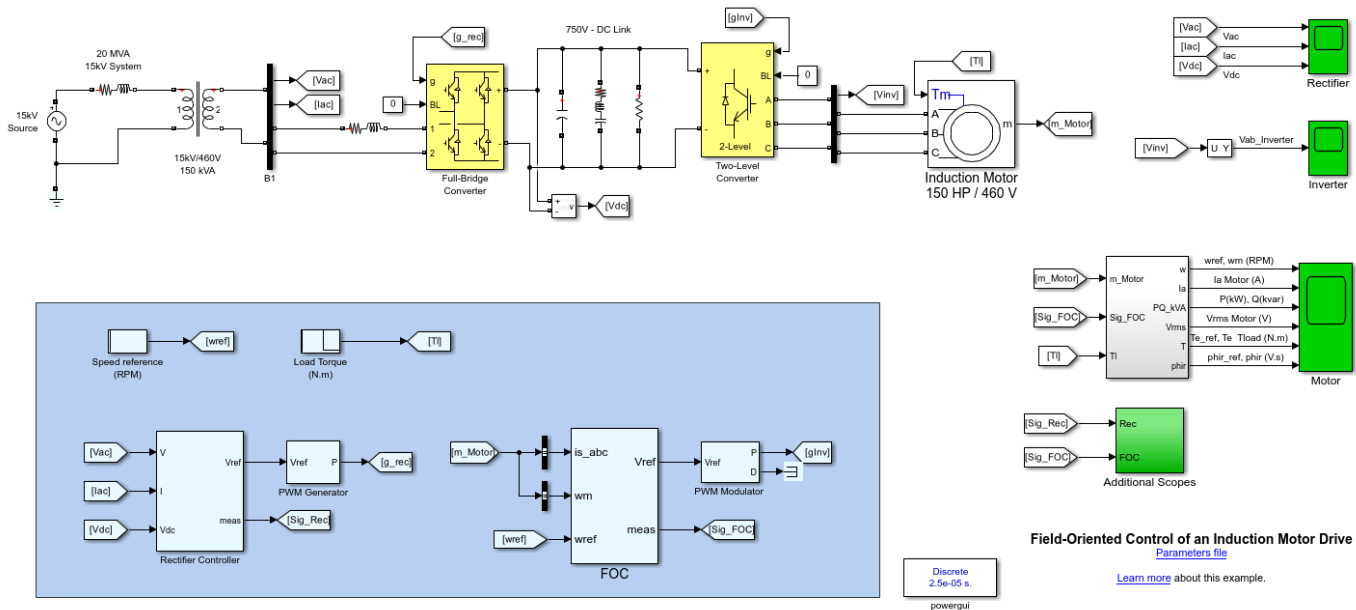 20 MVA
15kV System
15kV
Source
1
2
15kV/460V
150 kVA
B1
[Vac]
[Iac]
[g_rec]
0
g
BL
1
2
+
-
Full-Bridge
Converter
750V - DC Link
+
-
v
[Vdc]
[gInv]
0
g
BL
+
-
A
B
C
2-Level
Two-Level
Converter
[Vinv]
[Tl]
Tm
A
B
C
m
[m_Motor]
Induction Motor
150 HP / 460 V
[Vac]
[Iac]
[Vdc]
Vac
Iac
Vdc
Rectifier
[Vinv]
U Y
Vab_Inverter
Inverter
[m_Motor]
[Sig_FOC]
[Tl]
m_Motor
Sig_FOC
Tl
w
Ia
PQ_kVA
Vrms
T
phir
wref, wm (RPM)
Ia Motor (A)
P(kW), Q(kvar)
Vrms Motor (V)
Te_ref, Te Tload (N.m)
phir_ref, phir (V.s)
Motor
Speed reference
(RPM)
[wref]
Load Torque
(N.m)
[Tl]
[Vac]
[Iac]
[Vdc]
V
I
Vdc
Vref
meas
Rectifier Controller
Vref
P
PWM Generator
[g_rec]
[Sig_Rec]
[m_Motor]
[wref]
is_abc
wm
wref
Vref
meas
FOC
Vref
P
D
PWM Modulator
[gInv]
[Sig_FOC]
[Sig_Rec]
[Sig_FOC]
Rec
FOC
Additional Scopes
Discrete
2.5e-05 s.
powergui
Field-Oriented Control of an Induction Motor Drive
Parameters file
Learn more about this example.